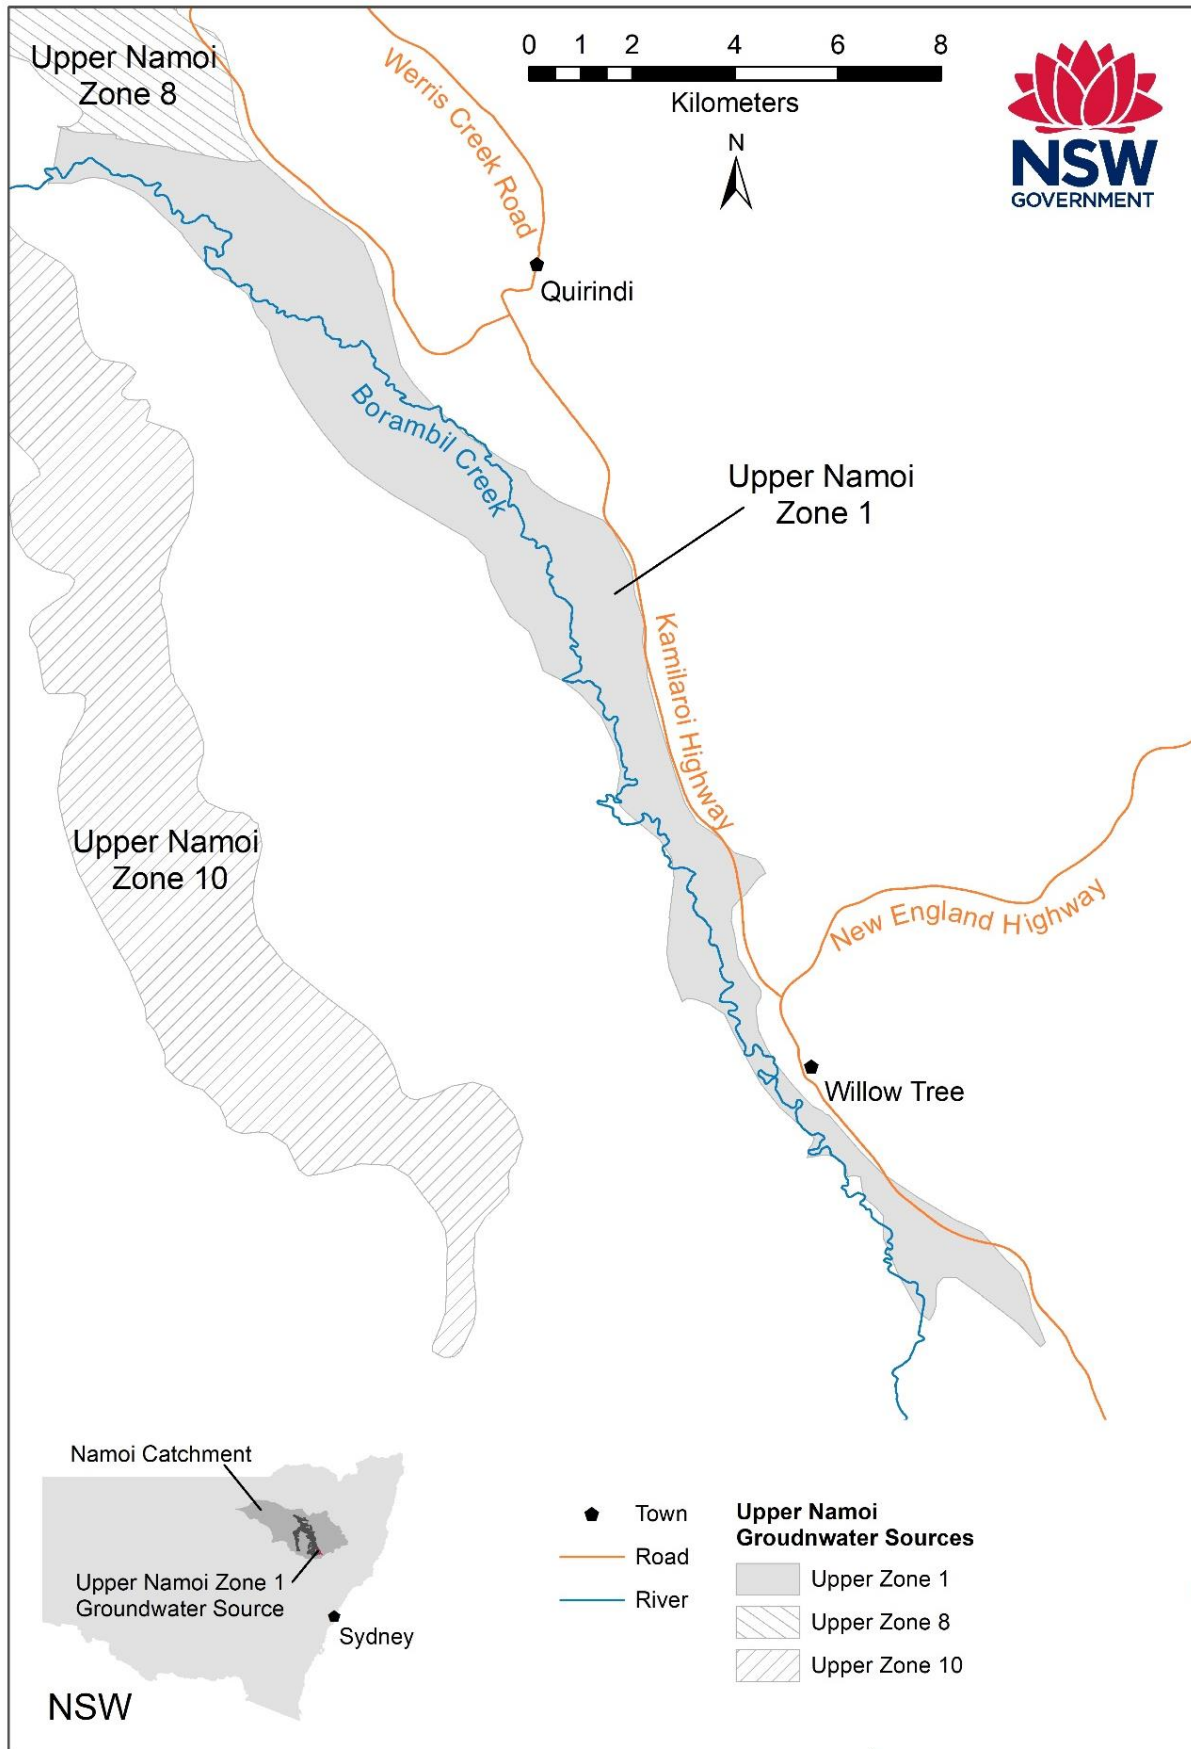 Upper Namoi
Zone 8
Werris Creek Road
0 1 2 4 6 8
Kilometers
N
NSW
GOVERNMENT
Quirindi
Borambil Creek
Upper Namoi
Zone 1
Kamilaroi Highway
Upper Namoi
Zone 10
New England Highway
Willow Tree
Namoi Catchment
Upper Namoi Zone 1
Groundwater Source
Sydney
NSW
Town
Road
River
Upper Namoi
Groudnwater Sources
Upper Zone 1
Upper Zone 8
Upper Zone 10